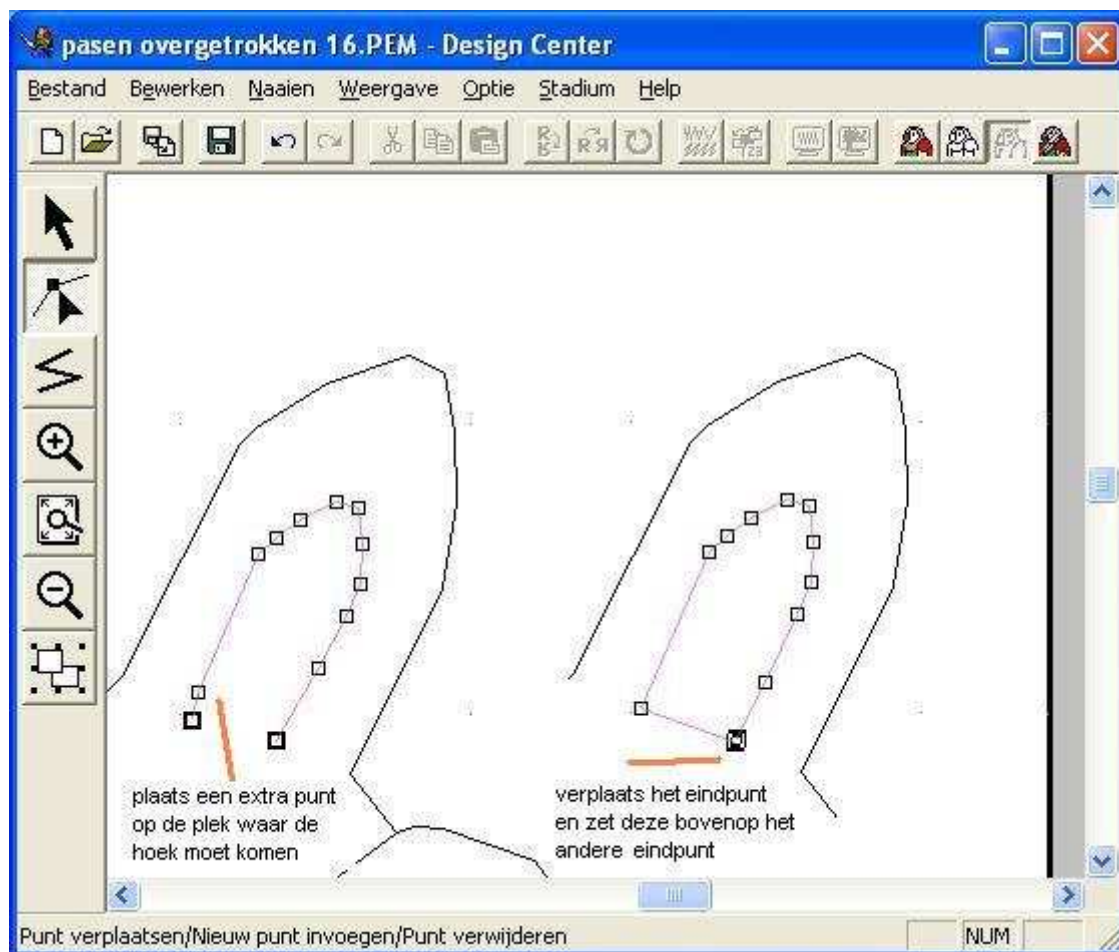 pasen overgetrokken 16.PEM - Design Center
Bestand Bewerken Naaien Weergave Optie Stadium Help
plaats een extra punt
op de plek waar de
hoek moet komen
verplaats het eindpunt
en zet deze bovenop het
andere eindpunt
Punt verplaatsen/Nieuw punt invoegen/Punt verwijderen NUM